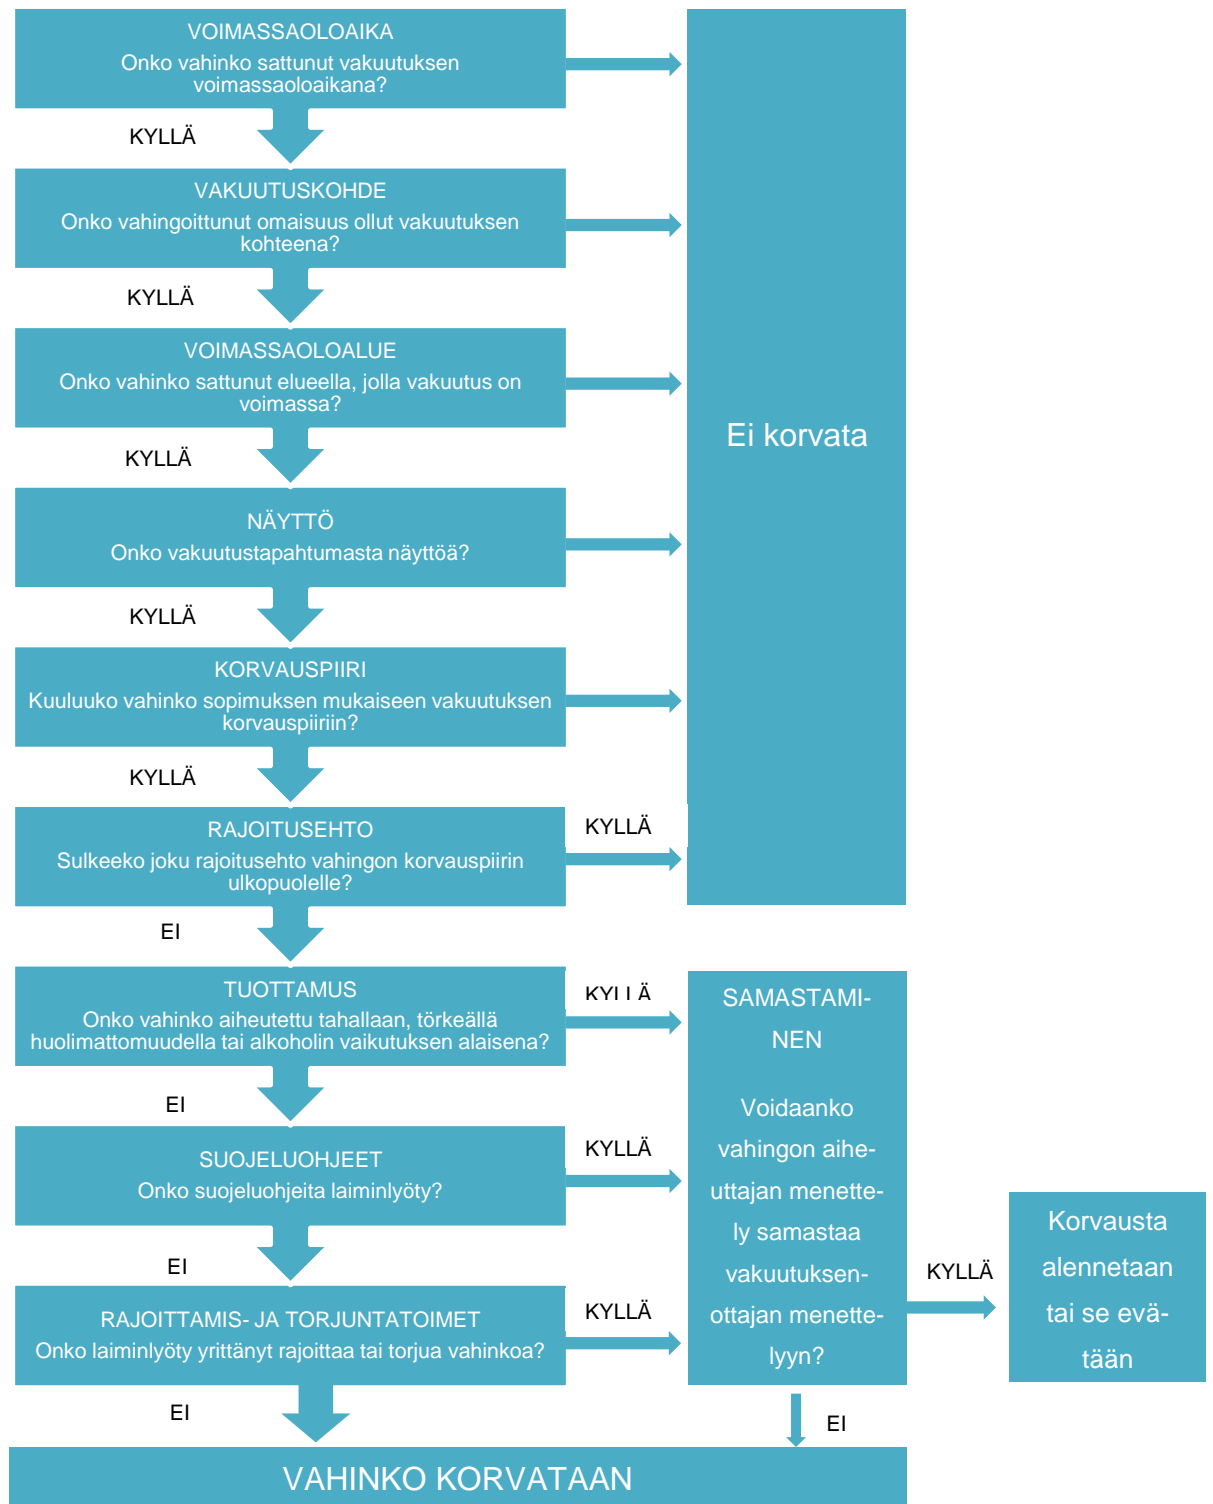 VOIMASSAOLOAIKA
Onko vahinko sattunut vakuutuksen
voimassaoloaikana?
KYLLÄ
VAKUUTUSKOHDE
Onko vahingoittunut omaisuus ollut vakuutuksen
kohteena?
KYLLÄ
VOIMASSAOLOALUE
Onko vahinko sattunut elueella, jolla vakuutus on
voimassa?
KYLLÄ
NÄYTTÖ
Onko vakuutustapahtumasta näyttöä?
KYLLÄ
KORVAUSPIIRI
Kuuluuko vahinko sopimuksen mukaiseen vakuutuksen
korvauspiiriin?
KYLLÄ
Ei korvata
RAJOITUSEHTO
Sulkeeko joku rajoitusehto vahingon korvauspiirin
ulkopuolelle?
KYLLÄ
EI
TUOTTAMUS
Onko vahinko aiheutettu tahallaan, törkeällä
huolimattomuudella tai alkoholin vaikutuksen alaisena?
KYLLÄ
EI
SUOJELUOHJEET
Onko suojeluohjeita laiminlyöty?
KYLLÄ
EI
RAJOITTAMIS- JA TORJUNTATOIMET
Onko laiminlyöty yrittänyt rajoittaa tai torjua vahinkoa?
KYLLÄ
EI
SAMASTAMI-
NEN
Voidaanko
vahingon aihe-
uttajan menette-
ly samastaa
vakuutuksen-
ottajan menette-
lyyn?
KYLLÄ
EI
Korvausta
alennetaan
tai se evä-
tään
VAHINKO KORVATAAN